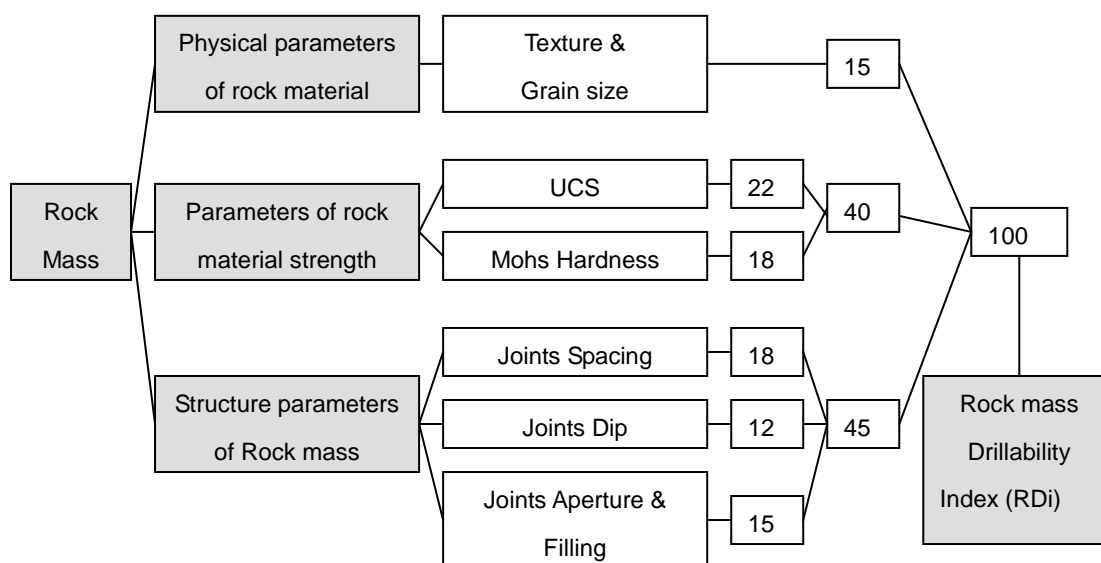 Physical parameters
of rock material
Texture &
Grain size
15
Rock
Mass
Parameters of rock
material strength
UCS
22
Mohs Hardness
18
40
100
Structure parameters
of Rock mass
Joints Spacing
18
Joints Dip
12
Joints Aperture &
Filling
15
45
Rock mass
Drillability
Index (RDi)